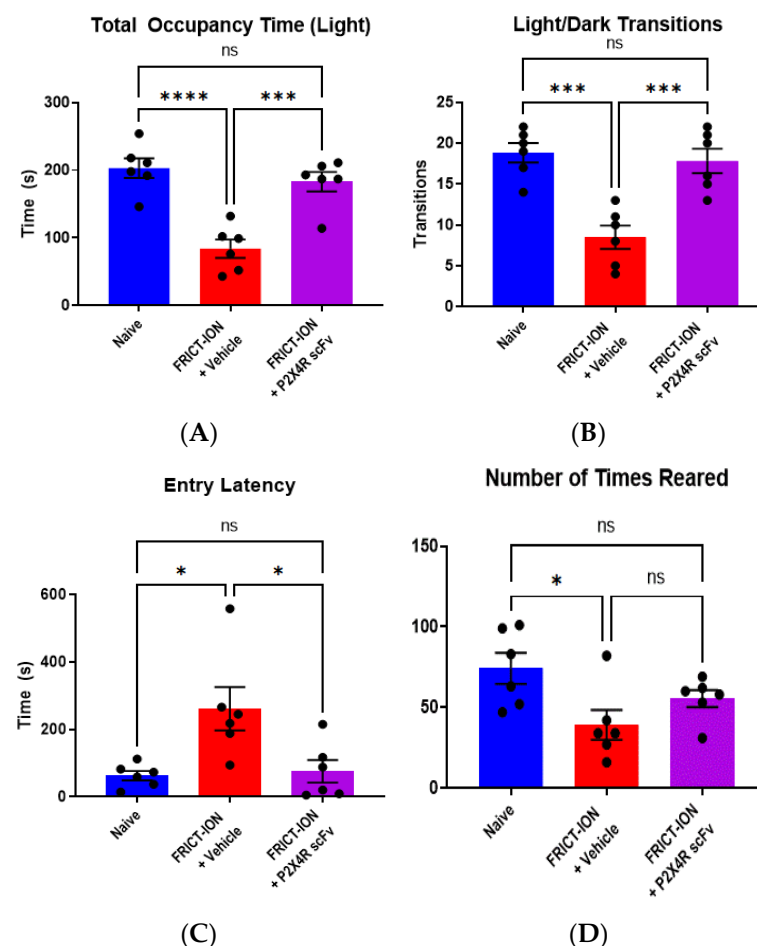 Total Occupancy Time (Light)
ns
**** ***
300
200
100
0
Time (s)
Naive
FRICT-ION
+ Vehicle
FRICT-ION
+ P2X4R scFv
(A)
Light/Dark Transitions
ns
*** ***
25
20
15
10
5
0
Transitions
Naive
FRICT-ION
+ Vehicle
FRICT-ION
+ P2X4R scFv
(B)
Entry Latency
ns
* *
600
400
200
0
Time (s)
Naive
FRICT-ION
+ Vehicle
FRICT-ION
+ P2X4R scFv
(C)
Number of Times Reared
ns
* ns
150
100
50
0
Naive
FRICT-ION
+ Vehicle
FRICT-ION
+ P2X4R scFv
(D)